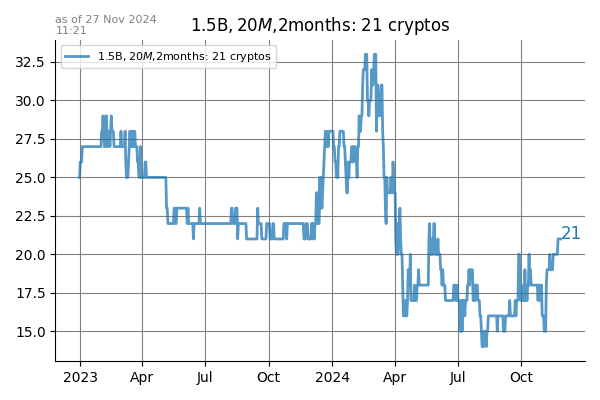 as of 27 Nov 2024
11:21
1.5B, 20M,2months: 21 cryptos
1.5B, 20M,2months: 21 cryptos
32.5
30.0
27.5
25.0
22.5
20.0
17.5
15.0
21
2023 Apr Jul Oct 2024 Apr Jul Oct